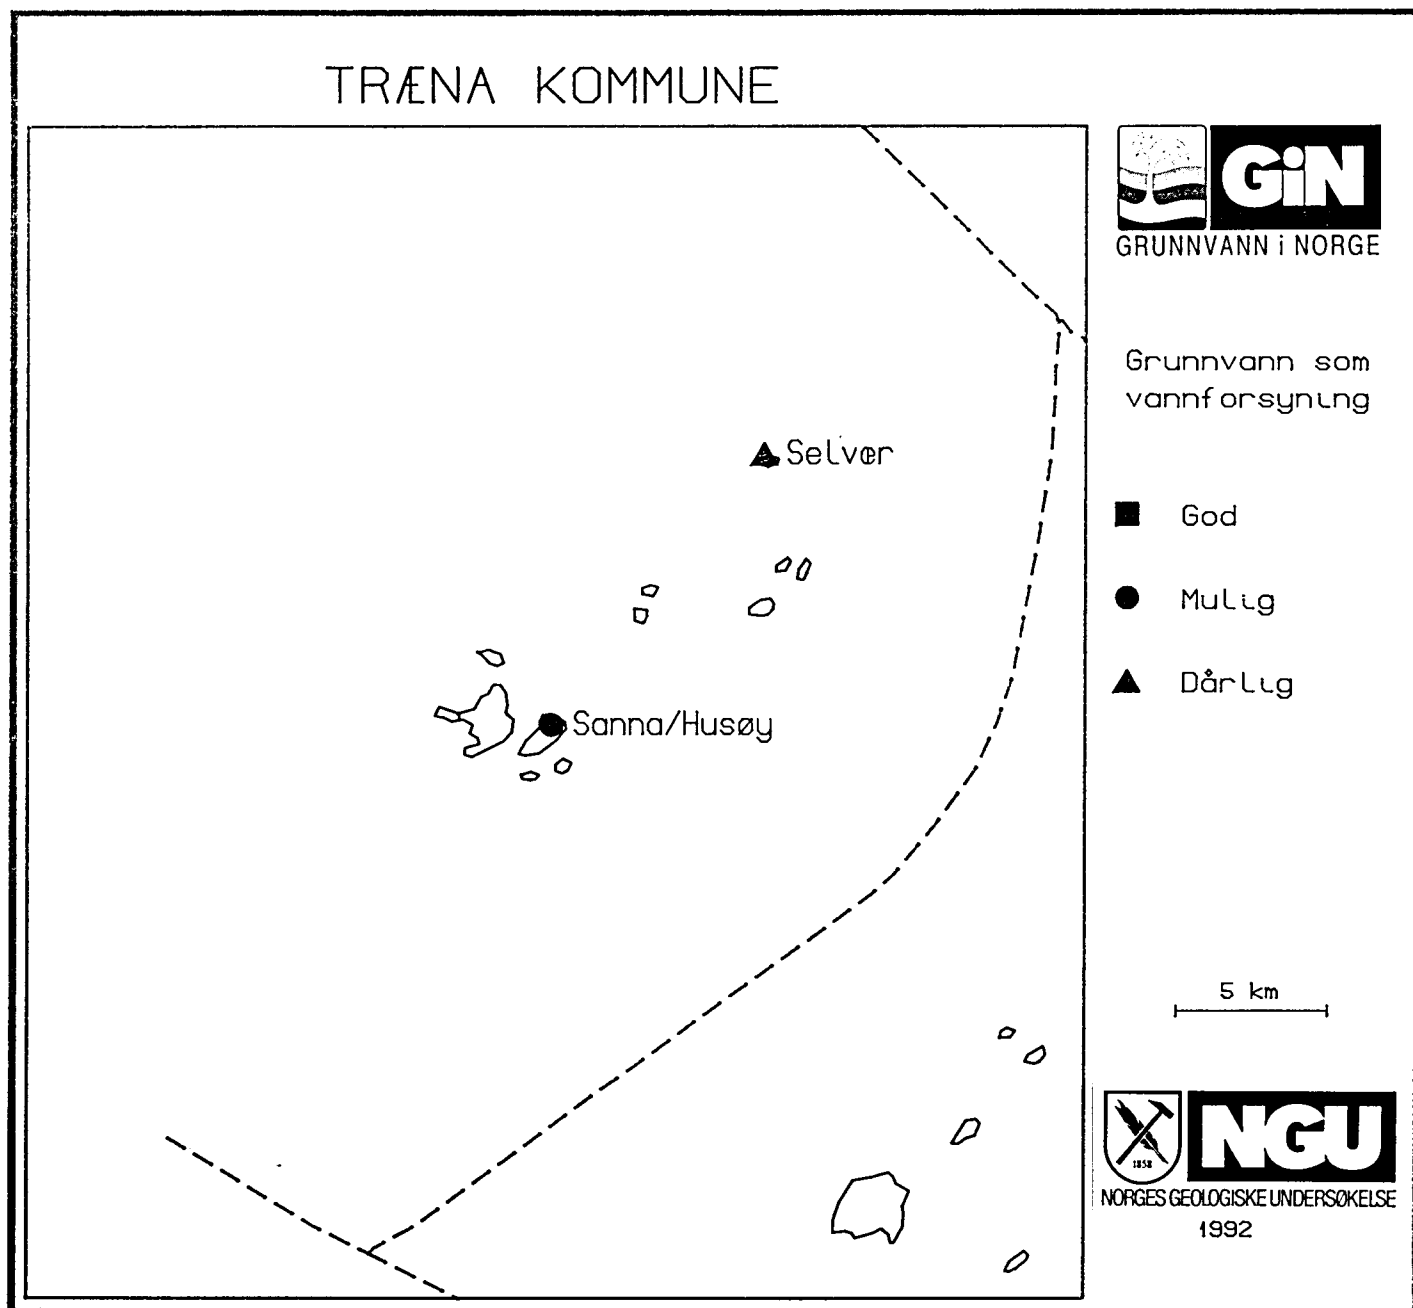 TRÆNA KOMMUNE
GiN
GRUNNVANN i NORGE
Grunnvann som
vannforsyning
Selvær
God
Mulig
Sanna/Husøy
Dårlig
5 km
1858
NGU
NORGES GEOLOGISKE UNDERSØKELSE
1992